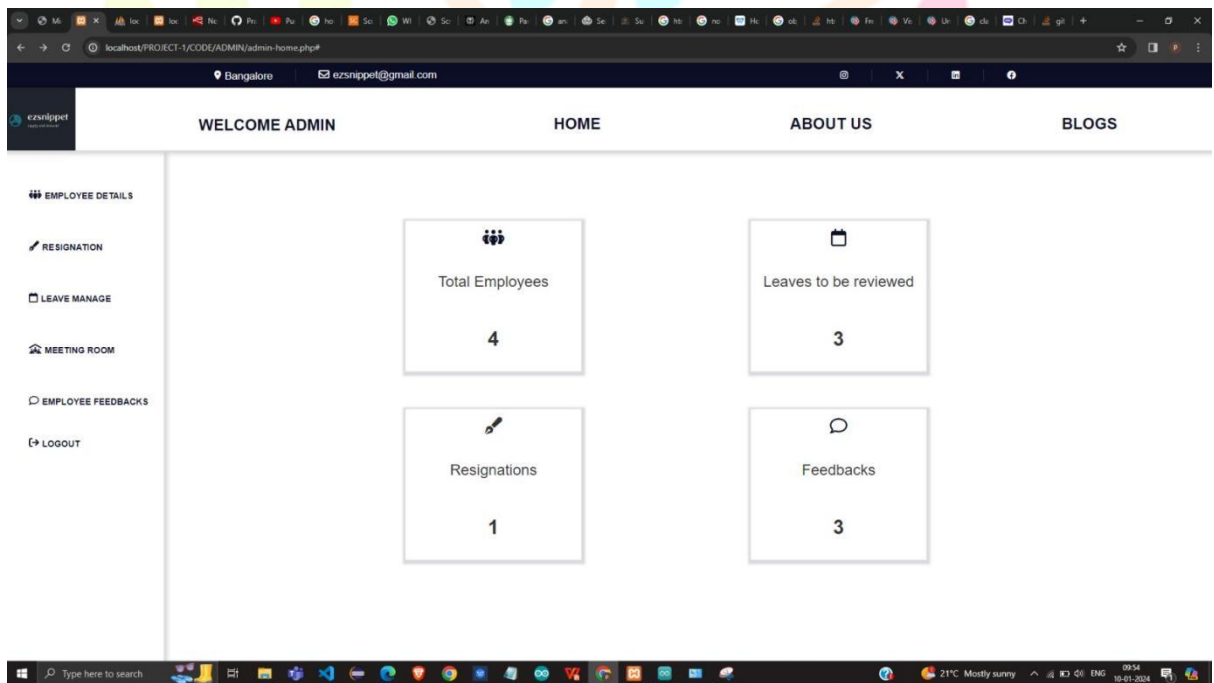 localhost/PROJECT-1/CODE/ADMIN/admin-home.php#
Bangalore ezsnippet@gmail.com
ezsnippet
WELCOME ADMIN HOME ABOUT US BLOGS
EMPLOYEE DETAILS
RESIGNATION
LEAVE MANAGE
MEETING ROOM
EMPLOYEE FEEDBACKS
LOGOUT
Total Employees
4
Leaves to be reviewed
3
Resignations
1
Feedbacks
3
Type here to search
21°C Mostly sunny ENG 09:54
10-01-2024